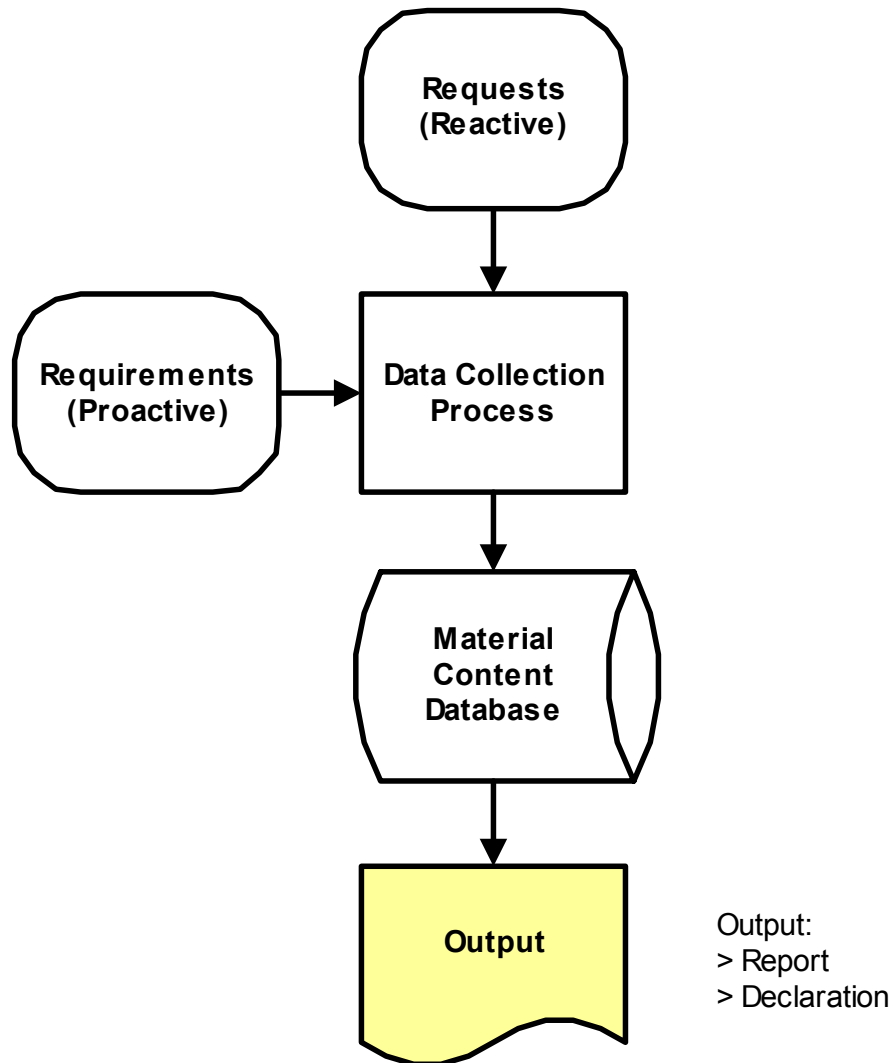 Requests
(Reactive)
Requirements
(Proactive)
Data Collection
Process
Material
Content
Database
Output
Output:
> Report
> Declaration